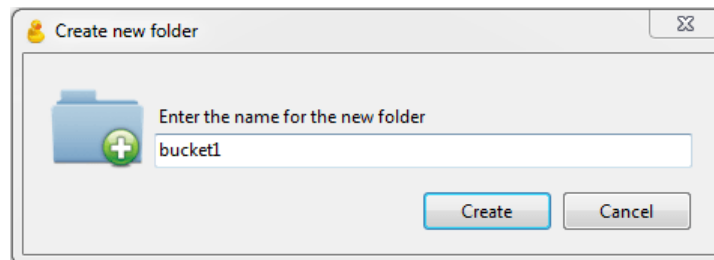 Create new folder
Enter the name for the new folder
bucket1
Create Cancel